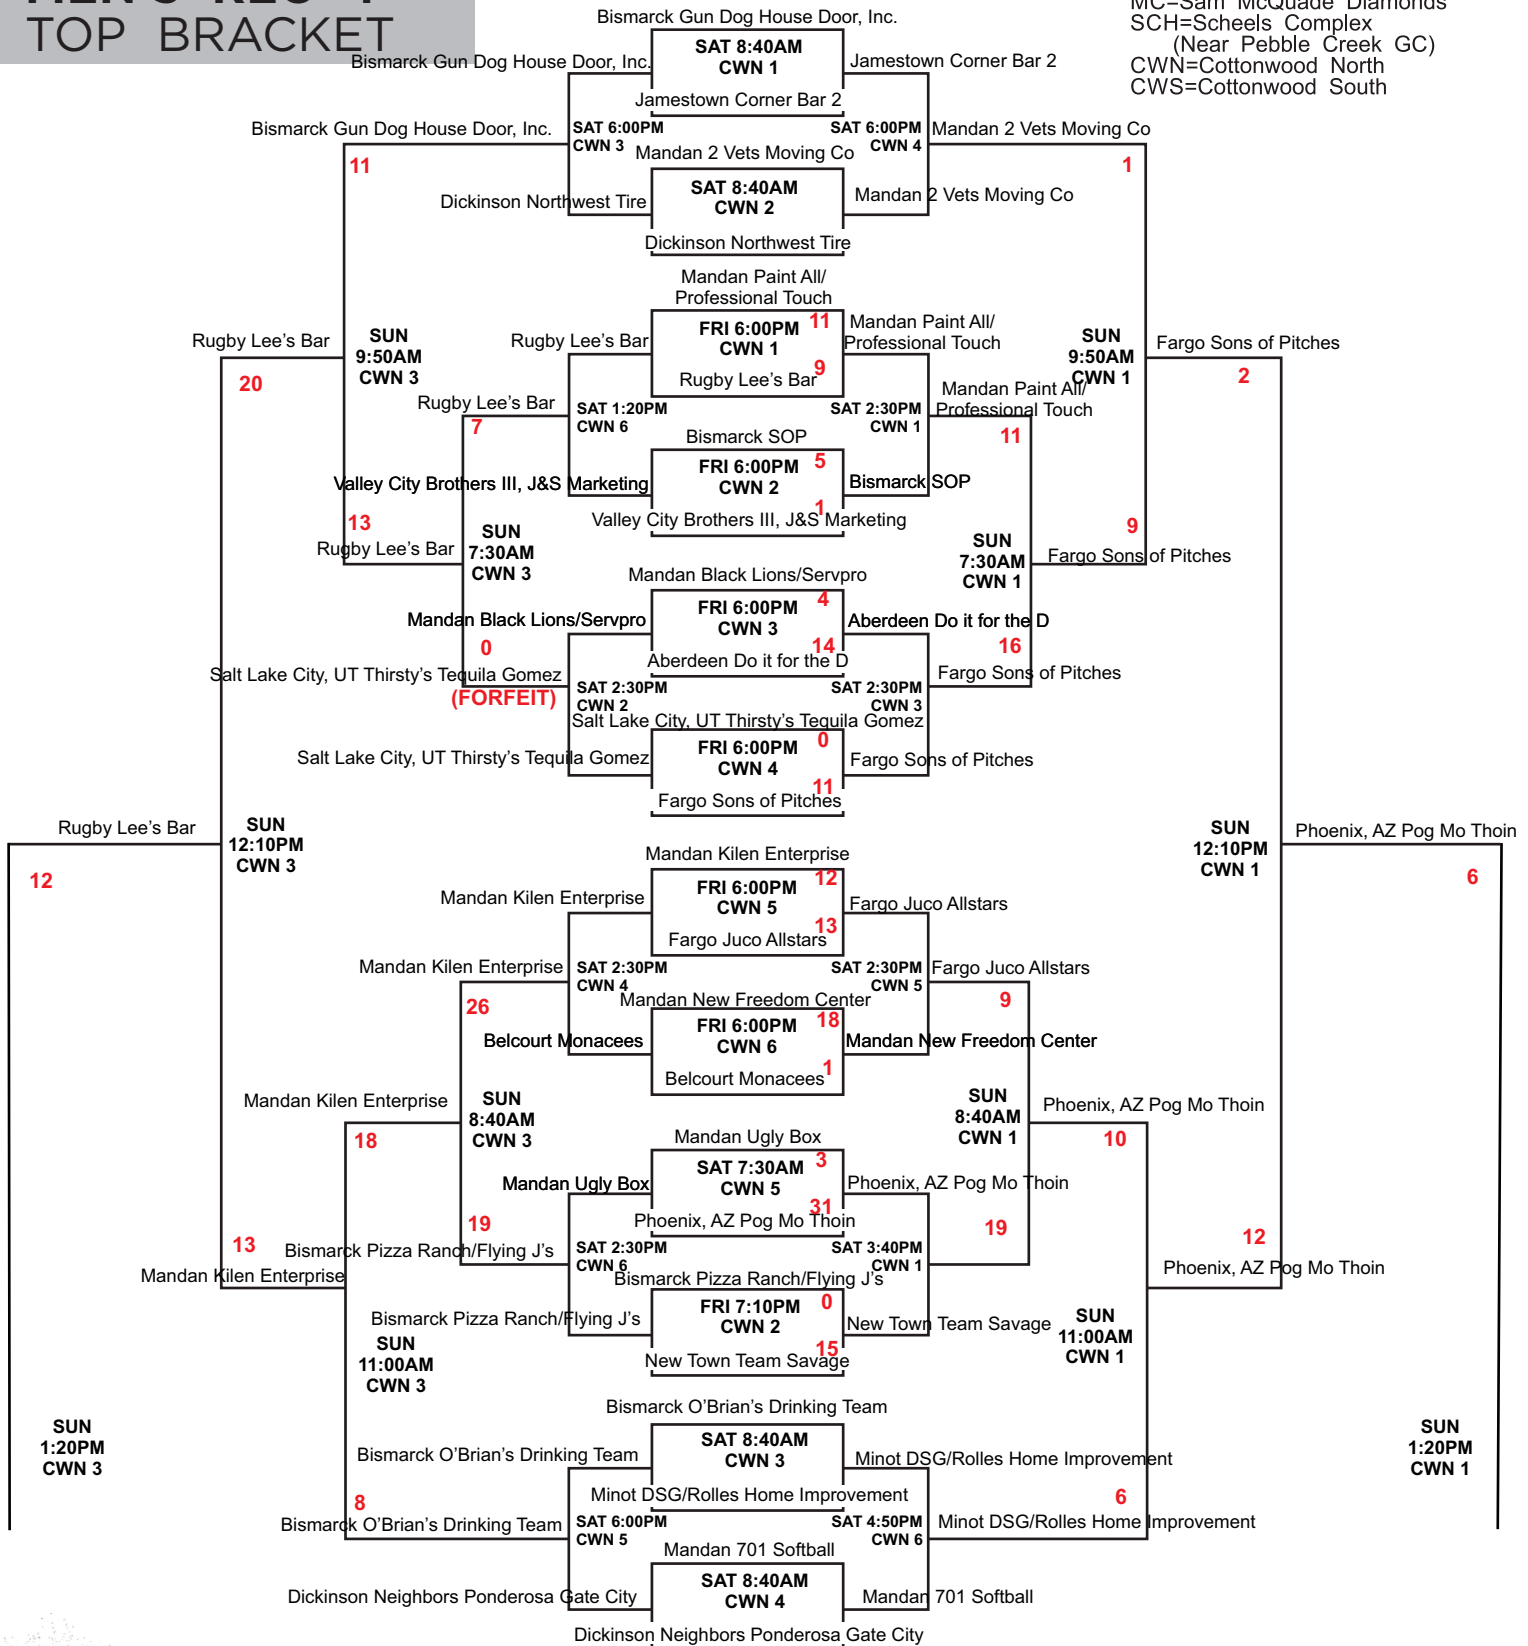 TOP BRACKET
MC=Sam McQuade Diamonds
SCH=Scheels Complex
(Near Pebble Creek GC)
CWN=Cottonwood North
CWS=Cottonwood South
Bismarck Gun Dog House Door, Inc.
SAT 8:40AM
CWN 1
Bismarck Gun Dog House Door, Inc.
Jamestown Corner Bar 2
Jamestown Corner Bar 2
Bismarck Gun Dog House Door, Inc.
SAT 6:00PM
CWN 3
SAT 6:00PM
CWN 4
Mandan 2 Vets Moving Co
11
Mandan 2 Vets Moving Co
1
SAT 8:40AM
CWN 2
Dickinson Northwest Tire
Mandan 2 Vets Moving Co
Dickinson Northwest Tire
Mandan Paint All/
Professional Touch
FRI 6:00PM
CWN 1
11
9
Rugby Lee's Bar
Rugby Lee's Bar
SUN
9:50AM
CWN 3
20
Rugby Lee's Bar
Mandan Paint All/
Professional Touch
SUN
9:50AM
CWN 1
Fargo Sons of Pitches
2
Rugby Lee's Bar
7
SAT 1:20PM
CWN 6
SAT 2:30PM
CWN 1
Mandan Paint All/
Professional Touch
11
Bismarck SOP
FRI 6:00PM
CWN 2
5
1
Valley City Brothers III, J&S Marketing
Valley City Brothers III, J&S Marketing
Bismarck SOP
13
Rugby Lee's Bar
SUN
7:30AM
CWN 3
SUN
7:30AM
CWN 1
9
Fargo Sons of Pitches
Mandan Black Lions/Servpro
FRI 6:00PM
CWN 3
4
14
Aberdeen Do it for the D
Mandan Black Lions/Servpro
Aberdeen Do it for the D
0
16
Salt Lake City, UT Thirsty's Tequila Gomez
(FORFEIT)
SAT 2:30PM
CWN 2
SAT 2:30PM
CWN 3
Fargo Sons of Pitches
Salt Lake City, UT Thirsty's Tequila Gomez
FRI 6:00PM
CWN 4
0
11
Fargo Sons of Pitches
Salt Lake City, UT Thirsty's Tequila Gomez
Fargo Sons of Pitches
Rugby Lee's Bar
12
SUN
12:10PM
CWN 3
SUN
12:10PM
CWN 1
Phoenix, AZ Pog Mo Thoin
6
Mandan Kilen Enterprise
FRI 6:00PM
CWN 5
12
13
Fargo Juco Allstars
Mandan Kilen Enterprise
Fargo Juco Allstars
Mandan Kilen Enterprise
26
SAT 2:30PM
CWN 4
SAT 2:30PM
CWN 5
Fargo Juco Allstars
9
Mandan New Freedom Center
FRI 6:00PM
CWN 6
18
1
Belcourt Monacees
Belcourt Monacees
Mandan New Freedom Center
Mandan Kilen Enterprise
18
SUN
8:40AM
CWN 3
SUN
8:40AM
CWN 1
Phoenix, AZ Pog Mo Thoin
10
Mandan Ugly Box
SAT 7:30AM
CWN 5
3
31
Phoenix, AZ Pog Mo Thoin
Mandan Ugly Box
Phoenix, AZ Pog Mo Thoin
19
19
Bismarck Pizza Ranch/Flying J's
SAT 2:30PM
CWN 6
SAT 3:40PM
CWN 1
13
Mandan Kilen Enterprise
12
Phoenix, AZ Pog Mo Thoin
Bismarck Pizza Ranch/Flying J's
FRI 7:10PM
CWN 2
0
15
New Town Team Savage
Bismarck Pizza Ranch/Flying J's
New Town Team Savage
SUN
11:00AM
CWN 3
SUN
11:00AM
CWN 1
Bismarck O'Brian's Drinking Team
SAT 8:40AM
CWN 3
Minot DSG/Rolles Home Improvement
Bismarck O'Brian's Drinking Team
Minot DSG/Rolles Home Improvement
SUN
1:20PM
CWN 3
SUN
1:20PM
CWN 1
8
Bismarck O'Brian's Drinking Team
SAT 6:00PM
CWN 5
SAT 4:50PM
CWN 6
6
Minot DSG/Rolles Home Improvement
Mandan 701 Softball
SAT 8:40AM
CWN 4
Dickinson Neighbors Ponderosa Gate City
Mandan 701 Softball
Dickinson Neighbors Ponderosa Gate City